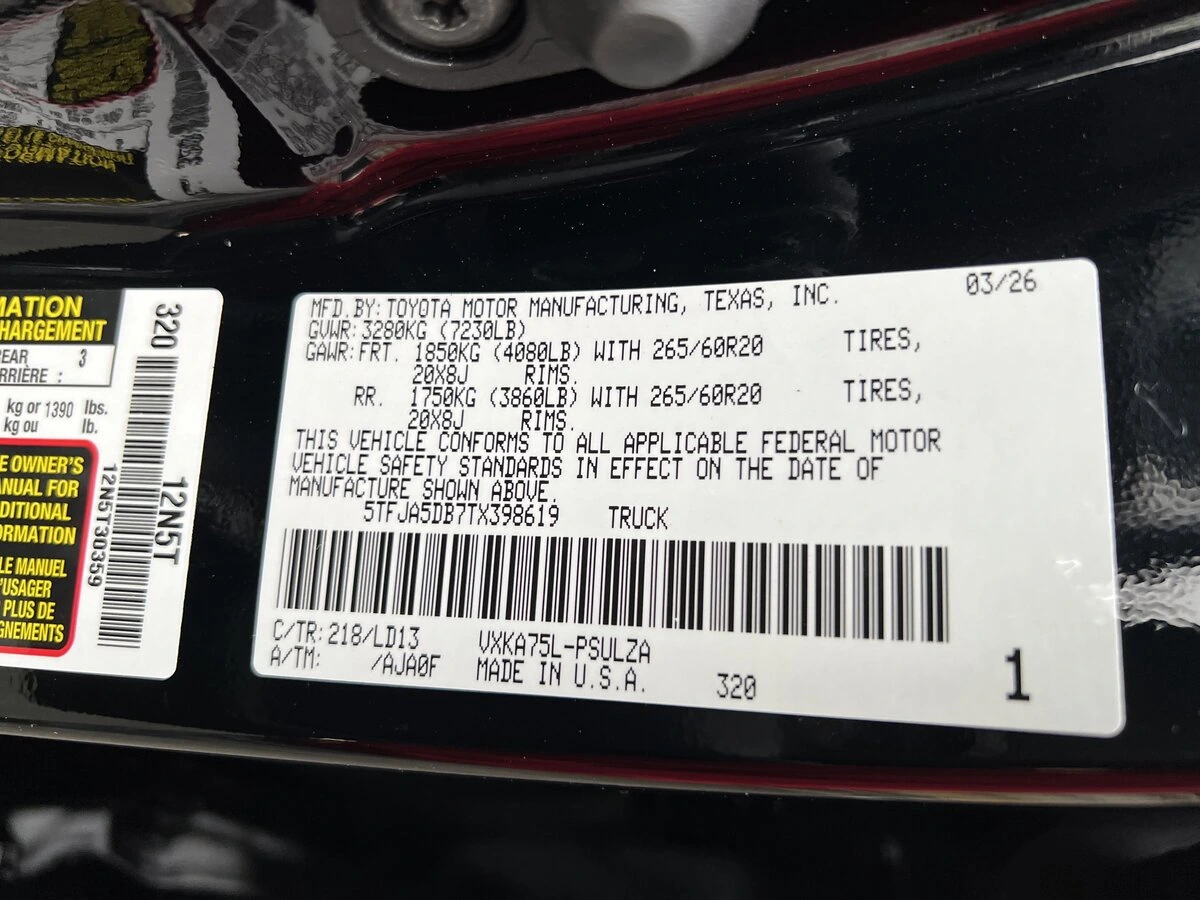 MFD.BY: TOYOTA MOTOR MANUFACTURING, TEXAS, INC. 03/26
GVWR: 3280KG (7230LB)
GAWR: FRT. 1850KG (4080LB) WITH 265/60R20 TIRES,
20X8J RIMS.
RR. 1750KG (3860LB) WITH 265/60R20 TIRES,
20X8J RIMS.
THIS VEHICLE CONFORMS TO ALL APPLICABLE FEDERAL MOTOR
VEHICLE SAFETY STANDARDS IN EFFECT ON THE DATE OF
MANUFACTURE SHOWN ABOVE.
5TFJA5DB7TX398619 TRUCK
C/TR: 218/LD13 VXKA75L-PSULZA
A/TM: /AJA0F MADE IN U.S.A. 320
1
MATION
CHARGEMENT
EAR 3
RRIÈRE :
kg or 1390 lbs.
kg ou lb.
E OWNER'S
ANUAL FOR
DITIONAL
ORMATION
LE MANUEL
'USAGER
PLUS DE
GNEMENTS
320
12N5T
12N5T30359